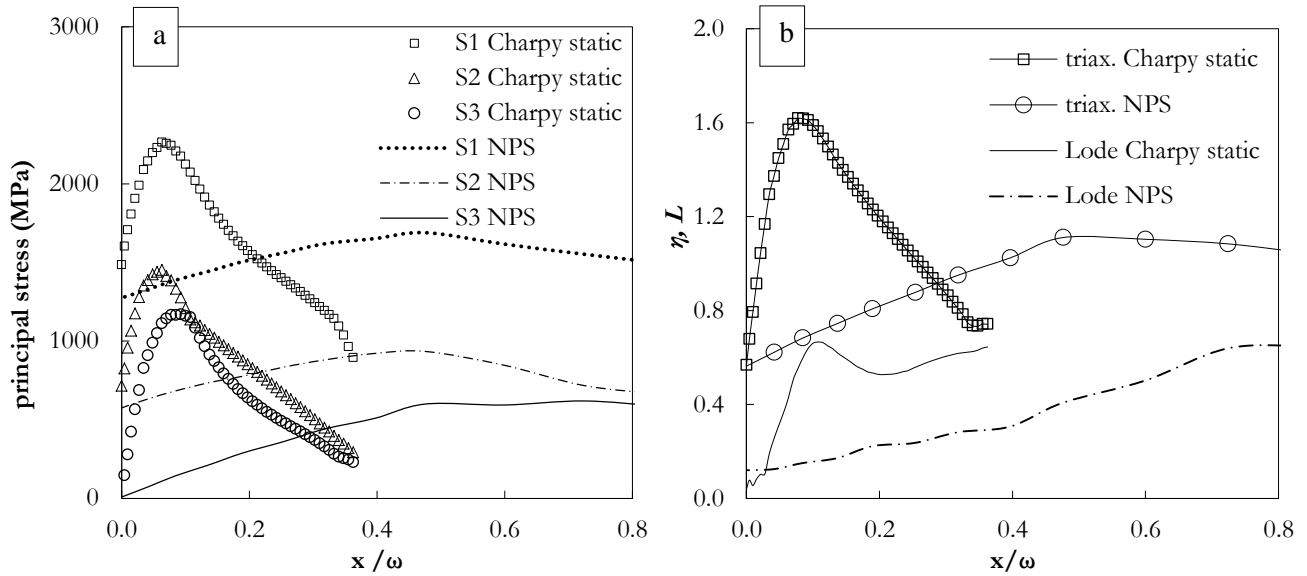 a
principal stress (MPa)
3000
2000
1000
0
0.0 0.2 0.4 0.6 0.8
x /ω
S1 Charpy static
S2 Charpy static
S3 Charpy static
S1 NPS
S2 NPS
S3 NPS
b
η, L
2.0
1.6
1.2
0.8
0.4
0.0
0.0 0.2 0.4 0.6 0.8
x/ω
triax. Charpy static
triax. NPS
Lode Charpy static
Lode NPS